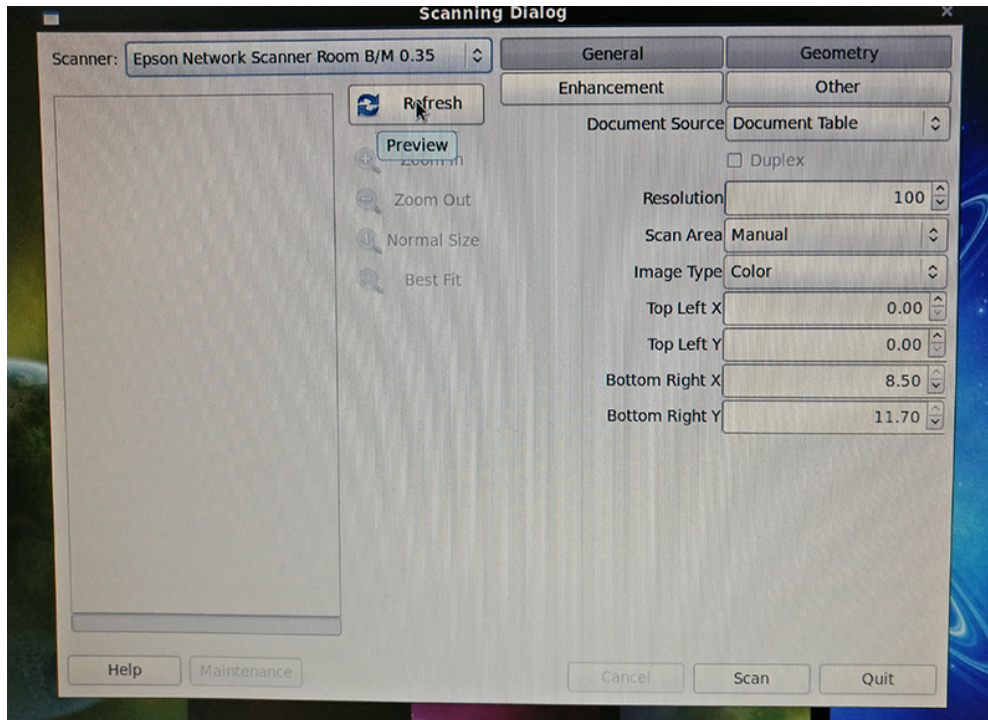 Scanning Dialog
Scanner: Epson Network Scanner Room B/M 0.35
General
Geometry
Enhancement
Other
Refresh
Preview
Zoom In
Zoom Out
Normal Size
Best Fit
Document Source Document Table
Duplex
Resolution 100
Scan Area Manual
Image Type Color
Top Left X 0.00
Top Left Y 0.00
Bottom Right X 8.50
Bottom Right Y 11.70
Help
Maintenance
Cancel
Scan
Quit